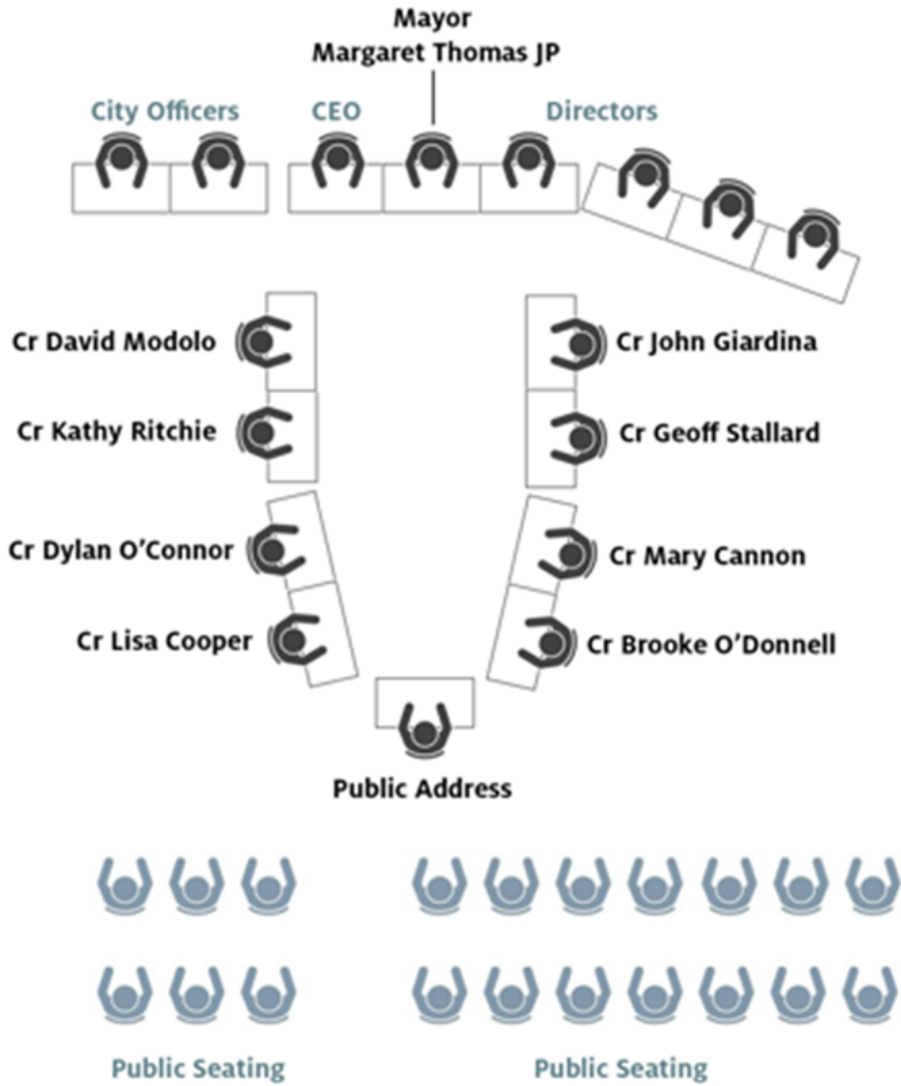 Mayor
Margaret Thomas JP
City Officers
CEO
Directors
Cr David Modolo
Cr John Giardina
Cr Kathy Ritchie
Cr Geoff Stallard
Cr Dylan O’Connor
Cr Mary Cannon
Cr Lisa Cooper
Cr Brooke O’Donnell
Public Address
Public Seating
Public Seating